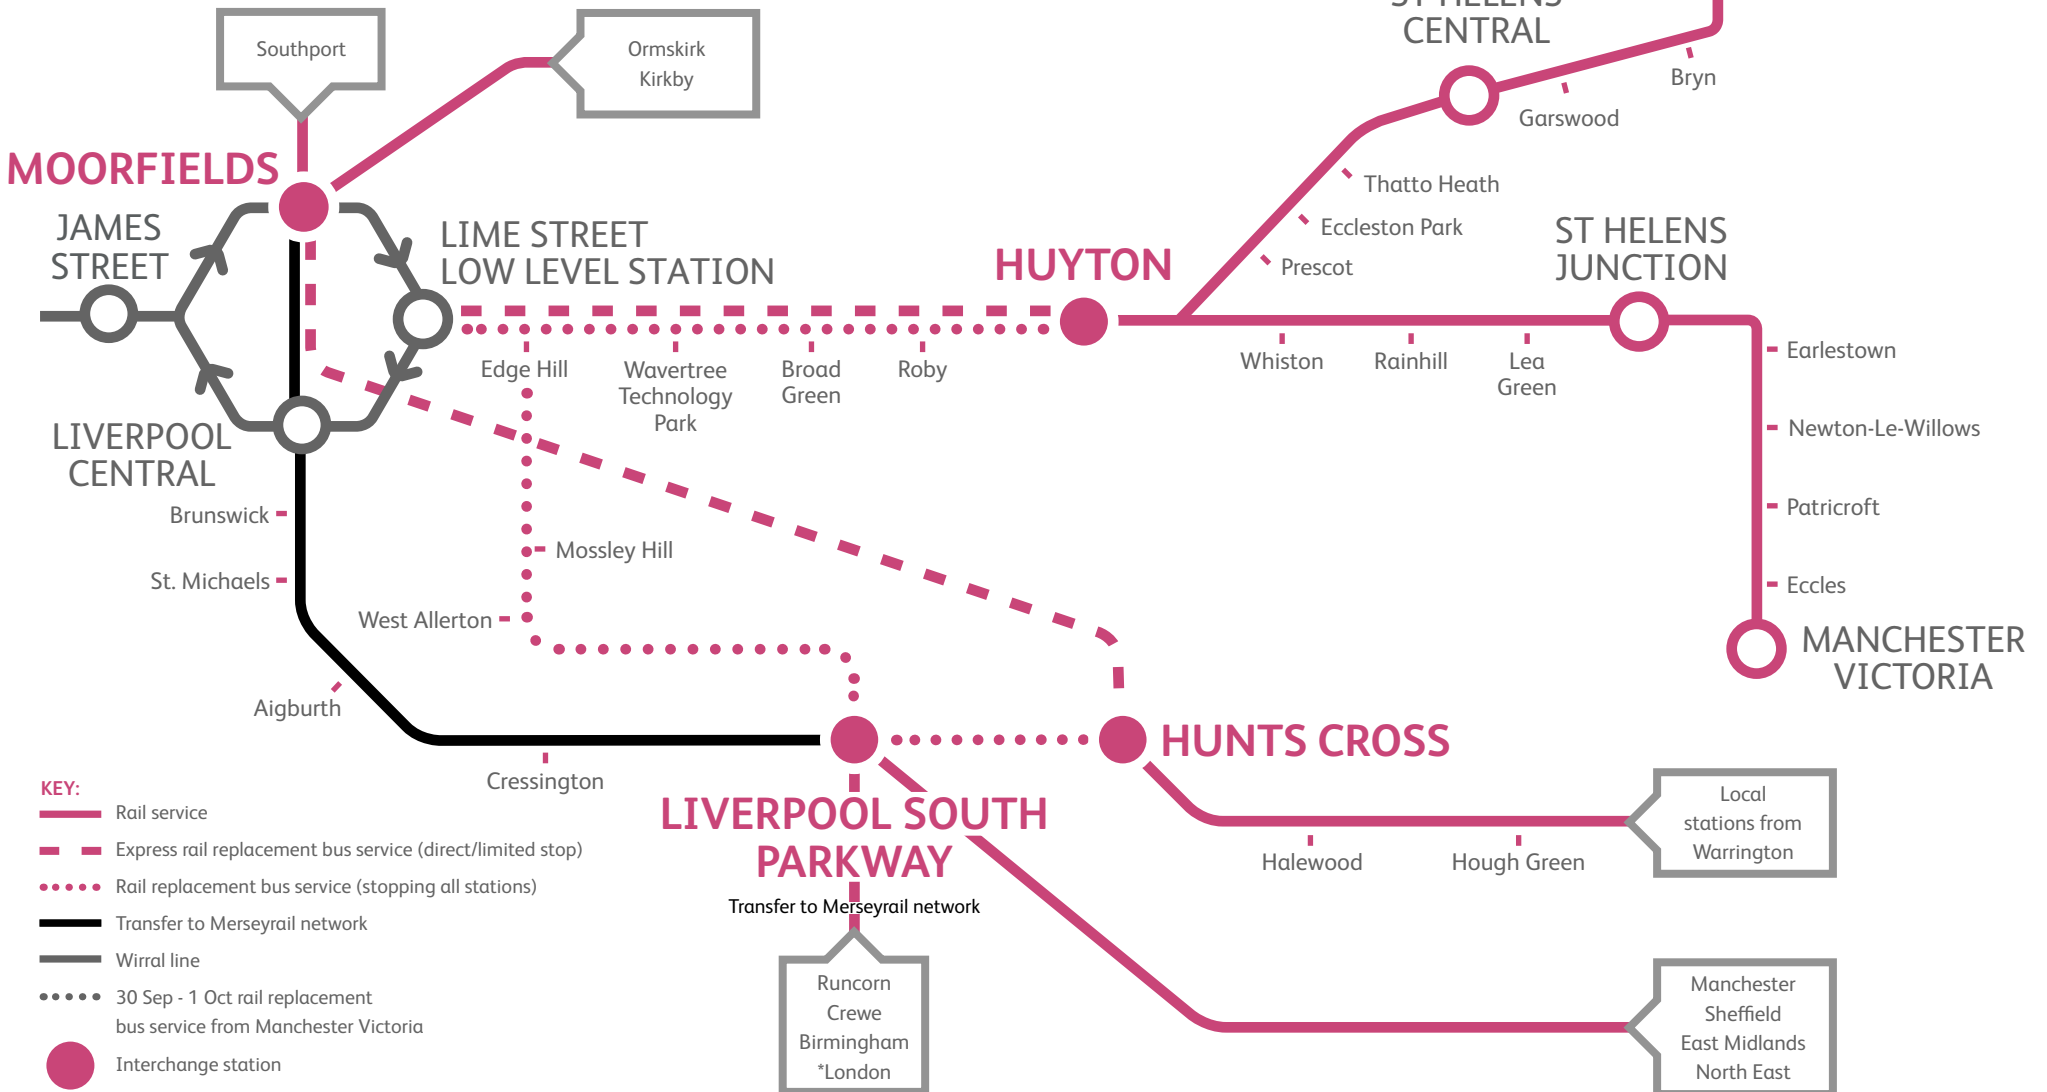 Southport
Ormskirk
Kirkby
ST HELENS
CENTRAL
Bryn
Garswood
MOORFIELDS
JAMES
STREET
LIME STREET
LOW LEVEL STATION
HUYTON
Thatto Heath
Eccleston Park
Prescot
ST HELENS
JUNCTION
Edge Hill
Wavertree
Technology
Park
Broad
Green
Roby
Whiston
Rainhill
Lea
Green
Earlestown
Newton-Le-Willows
Patricroft
Eccles
MANCHESTER
VICTORIA
LIVERPOOL
CENTRAL
Brunswick
St. Michaels
Mossley Hill
West Allerton
Aigburth
Cressington
HUNTS CROSS
LIVERPOOL SOUTH
PARKWAY
Transfer to Merseyrail network
Halewood
Hough Green
Local
stations from
Warrington
Runcorn
Crewe
Birmingham
*London
Manchester
Sheffield
East Midlands
North East
KEY:
Rail service
Express rail replacement bus service (direct/limited stop)
Rail replacement bus service (stopping all stations)
Transfer to Merseyrail network
Wirral line
30 Sep - 1 Oct rail replacement
bus service from Manchester Victoria
Interchange station